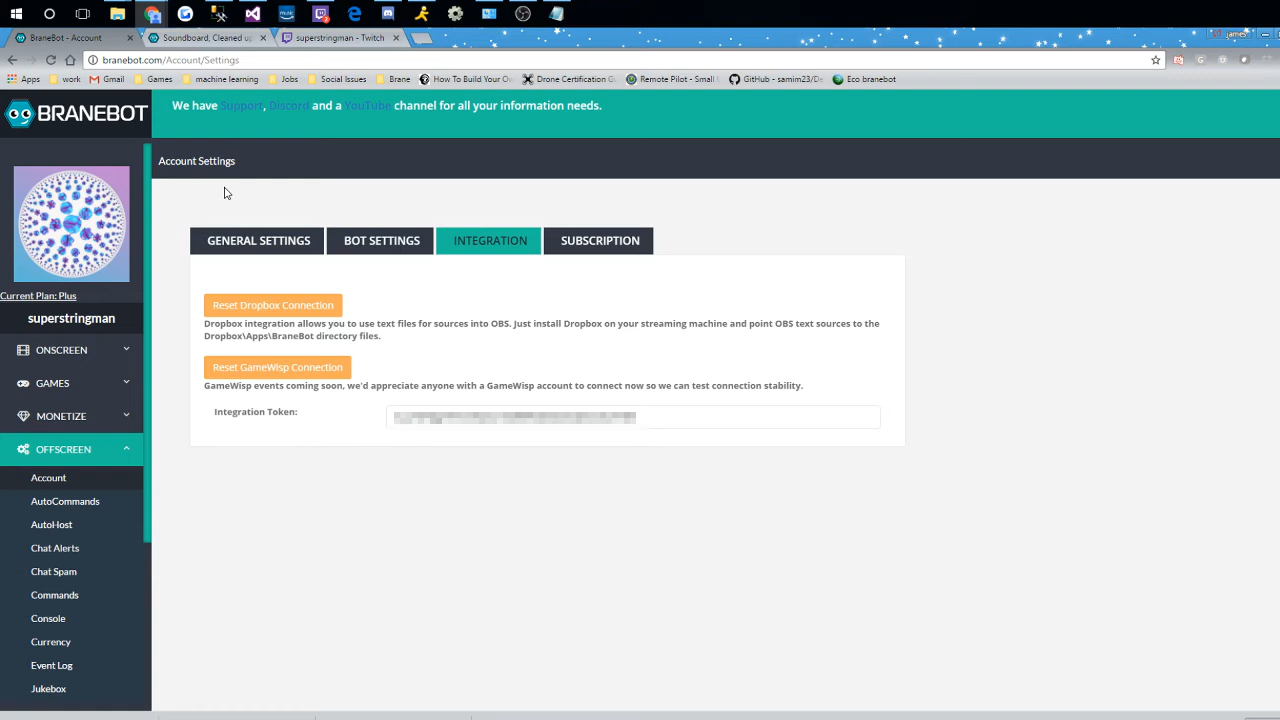 BraneBot - Account
Soundboard, Cleaned up
superstringman - Twitch
james
branebot.com/Account/Settings
Apps
work
Gmail
Games
machine learning
Jobs
Social Issues
Brane
How To Build Your Ow
Drone Certification G
Remote Pilot - Small U
GitHub - samim23/De
Eco branebot
BRANEBOT
We have Support, Discord and a YouTube channel for all your information needs.
Account Settings
GENERAL SETTINGS
BOT SETTINGS
INTEGRATION
SUBSCRIPTION
Current Plan: Plus
superstringman
ONSCREEN
GAMES
MONETIZE
OFFSCREEN
Account
AutoCommands
AutoHost
Chat Alerts
Chat Spam
Commands
Console
Currency
Event Log
Jukebox
Reset Dropbox Connection
Dropbox integration allows you to use text files for sources into OBS. Just install Dropbox on your streaming machine and point OBS text sources to the
Dropbox\Apps\BraneBot directory files.
Reset GameWisp Connection
GameWisp events coming soon, we'd appreciate anyone with a GameWisp account to connect now so we can test connection stability.
Integration Token: